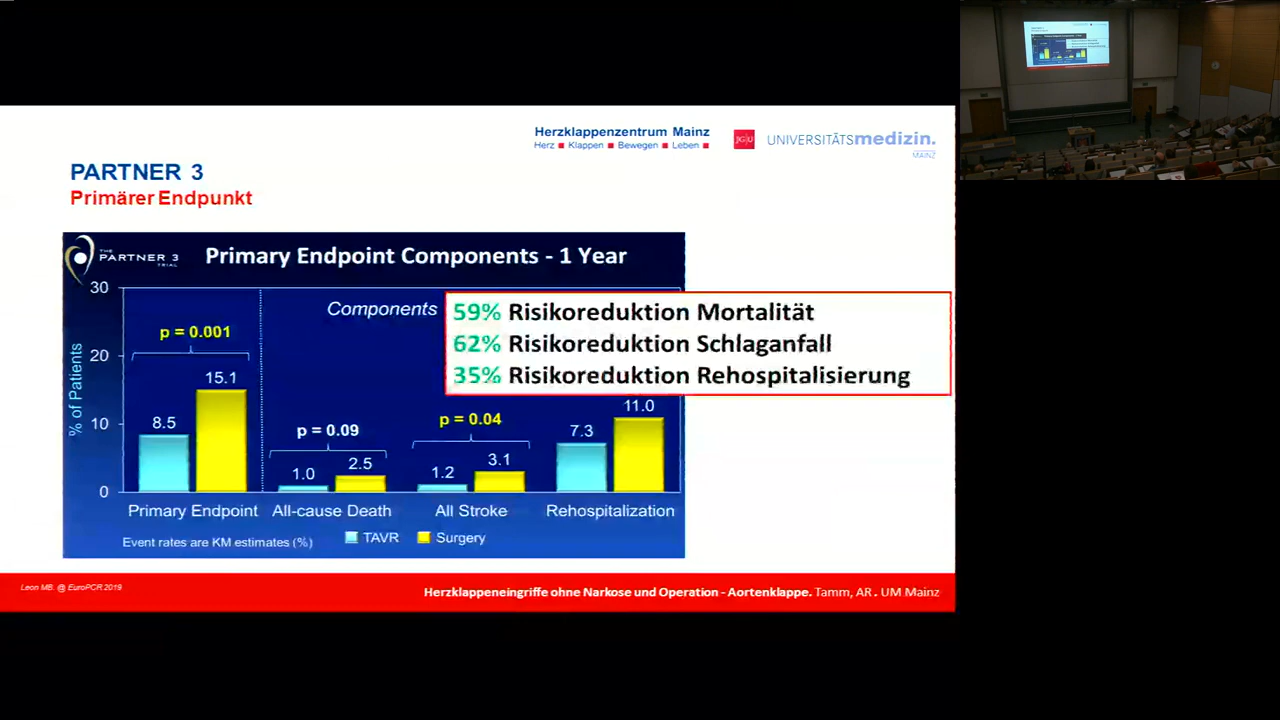 Herzklappenzentrum Mainz
Herz ■ Klappen ■ Bewegen ■ Leben ■
JG|U
UNIVERSITÄTSmedizin.
MAINZ
PARTNER 3
Primärer Endpunkt
THE
PARTNER 3
TRIAL
Primary Endpoint Components - 1 Year
Components
59% Risikoreduktion Mortalität
62% Risikoreduktion Schlaganfall
35% Risikoreduktion Rehospitalisierung
% of Patients
30
20
10
0
p = 0.001
8.5
15.1
p = 0.09
1.0
2.5
p = 0.04
1.2
3.1
7.3
11.0
Primary Endpoint
All-cause Death
All Stroke
Rehospitalization
Event rates are KM estimates (%)
TAVR
Surgery
Leon MB. @ EuroPCR 2019
Herzklappeneingriffe ohne Narkose und Operation - Aortenklappe. Tamm, AR . UM Mainz